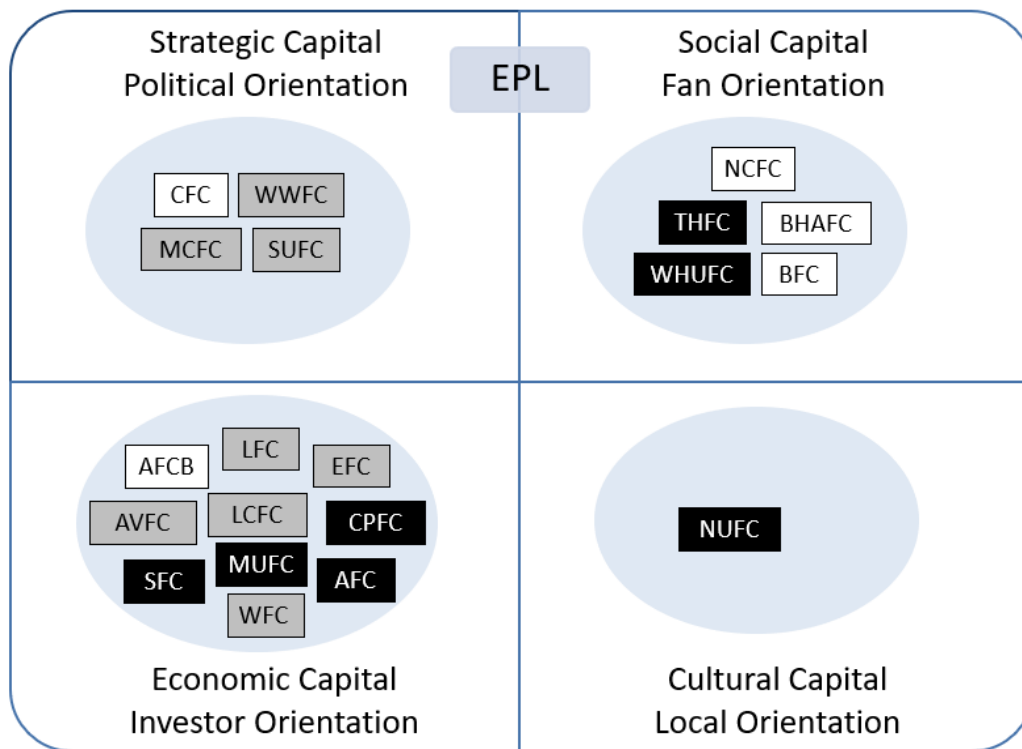 Strategic Capital
Political Orientation
EPL
Social Capital
Fan Orientation
CFC
WWFC
MCFC
SUFC
NCFC
THFC
BHAFC
WHUFC
BFC
AFCB
LFC
EFC
AVFC
LCFC
CPFC
SFC
MUFC
AFC
WFC
Economic Capital
Investor Orientation
NUFC
Cultural Capital
Local Orientation